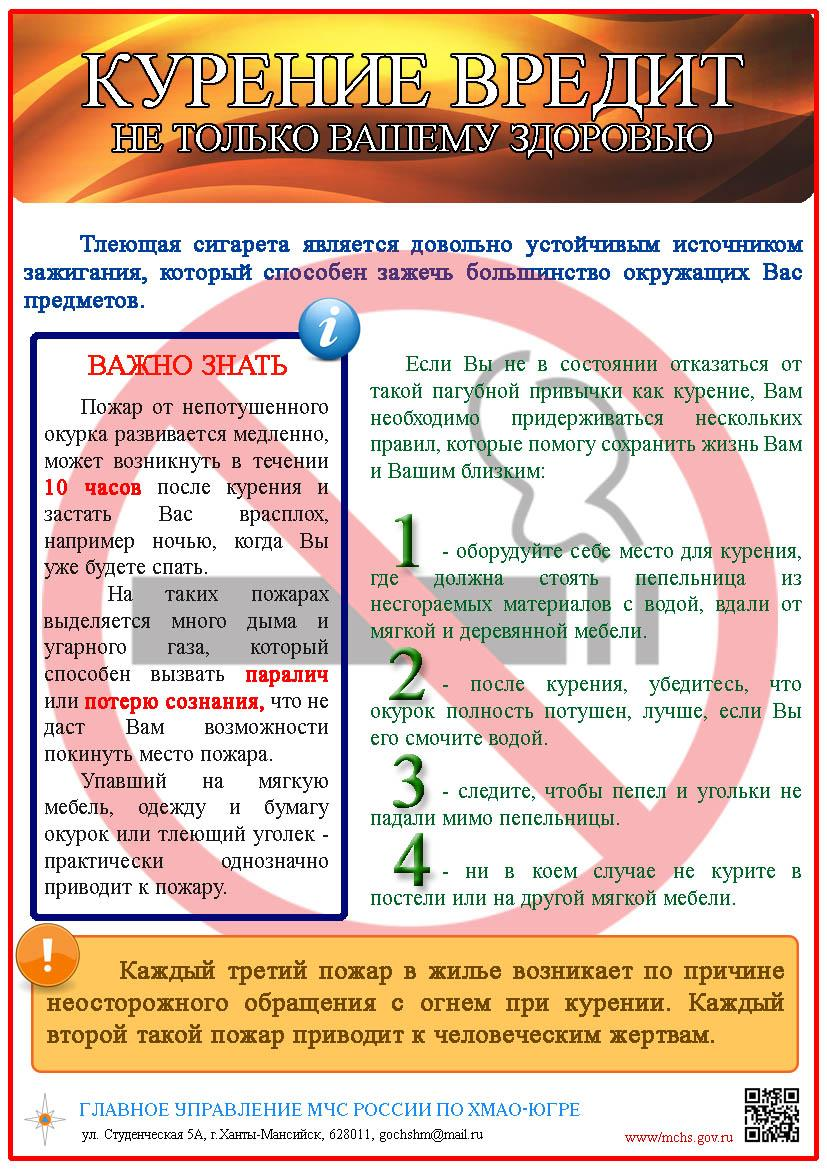 КУРЕНИЕ ВРЕДИТ
НЕ ТОЛЬКО ВАШЕМУ ЗДОРОВЬЮ
Тлеющая сигарета является довольно устойчивым источником
зажигания, который способен зажечь большинство окружащих Вас
предметов.
ВАЖНО ЗНАТЬ
Пожар от непотушенного
окурка развивается медленно,
может возникнуть в течении
10 часов после курения и
застать Вас врасплох,
например ночью, когда Вы
уже будете спать.
На таких пожарах
выделяется много дыма и
угарного газа, который
способен вызвать паралич
или потерю сознания, что не
даст Вам возможности
покинуть место пожара.
Упавший на мягкую
мебель, одежду и бумагу
окурок или тлеющий уголек -
практически однозначно
приводит к пожару.
Если Вы не в состоянии отказаться от
такой пагубной привычки как курение, Вам
необходимо придерживаться нескольких
правил, которые помогу сохранить жизнь Вам
и Вашим близким:
1 - оборудуйте себе место для курения,
где должна стоять пепельница из
несгораемых материалов с водой, вдали от
мягкой и деревянной мебели.
2 - после курения, убедитесь, что
окурок полность потушен, лучше, если Вы
его смочите водой.
3 - следите, чтобы пепел и угольки не
падали мимо пепельницы.
4 - ни в коем случае не курите в
постели или на другой мягкой мебели.
Каждый третий пожар в жилье возникает по причине
неосторожного обращения с огнем при курении. Каждый
второй такой пожар приводит к человеческим жертвам.
ГЛАВНОЕ УПРАВЛЕНИЕ МЧС РОССИИ ПО ХМАО-ЮГРЕ
ул. Студенческая 5А, г.Ханты-Мансийск, 628011, gochshm@mail.ru
www/mchs.gov.ru